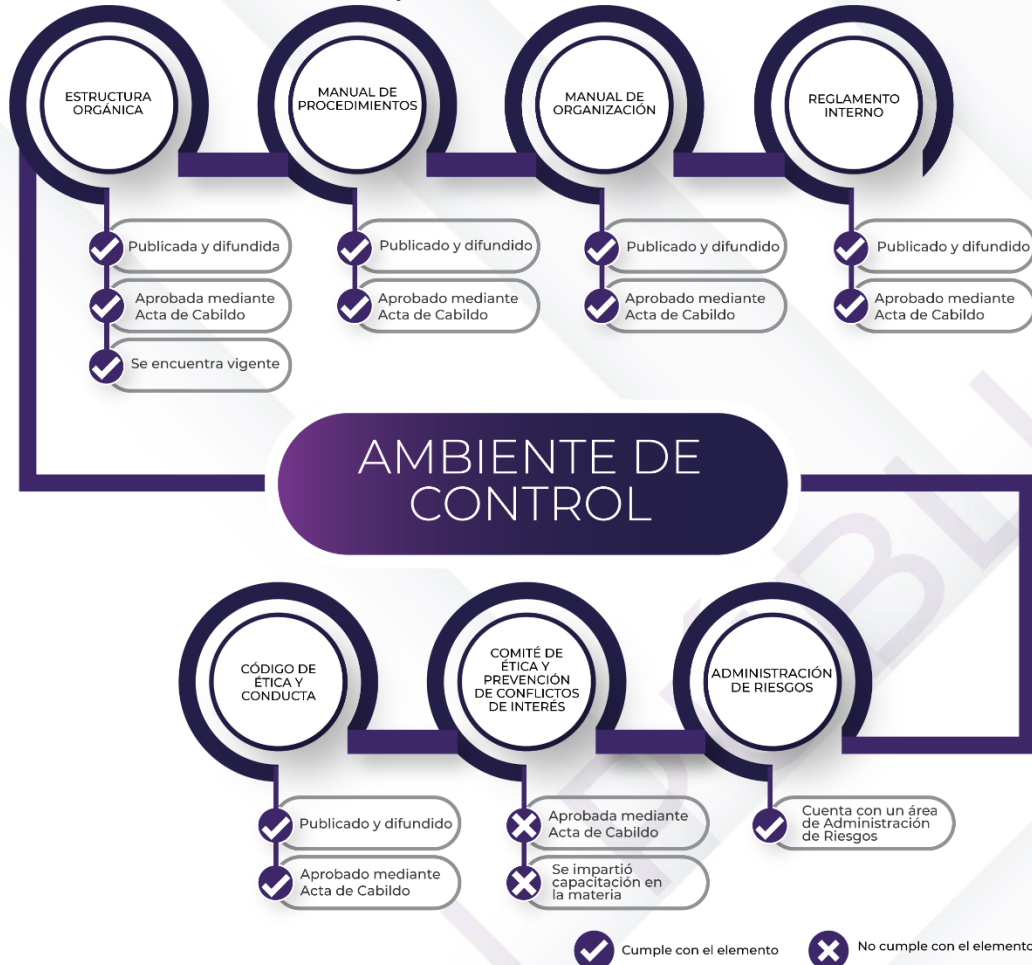 ESTRUCTURA
ORGÁNICA
MANUAL DE
PROCEDIMIENTOS
MANUAL DE
ORGANIZACIÓN
REGLAMENTO
INTERNO
Publicada y difundida
Aprobada mediante
Acta de Cabildo
Se encuentra vigente
Publicado y difundido
Aprobado mediante
Acta de Cabildo
Publicado y difundido
Aprobado mediante
Acta de Cabildo
Publicado y difundido
Aprobado mediante
Acta de Cabildo
AMBIENTE DE
CONTROL
CÓDIGO DE
ÉTICA Y
CONDUCTA
COMITÉ DE
ÉTICA Y
PREVENCIÓN
DE CONFLICTOS
DE INTERÉS
ADMINISTRACIÓN
DE RIESGOS
Publicado y difundido
Aprobado mediante
Acta de Cabildo
Aprobada mediante
Acta de Cabildo
Se impartió
capacitación en
la materia
Cuenta con un área
de Administración
de Riesgos
Cumple con el elemento
No cumple con el elemento